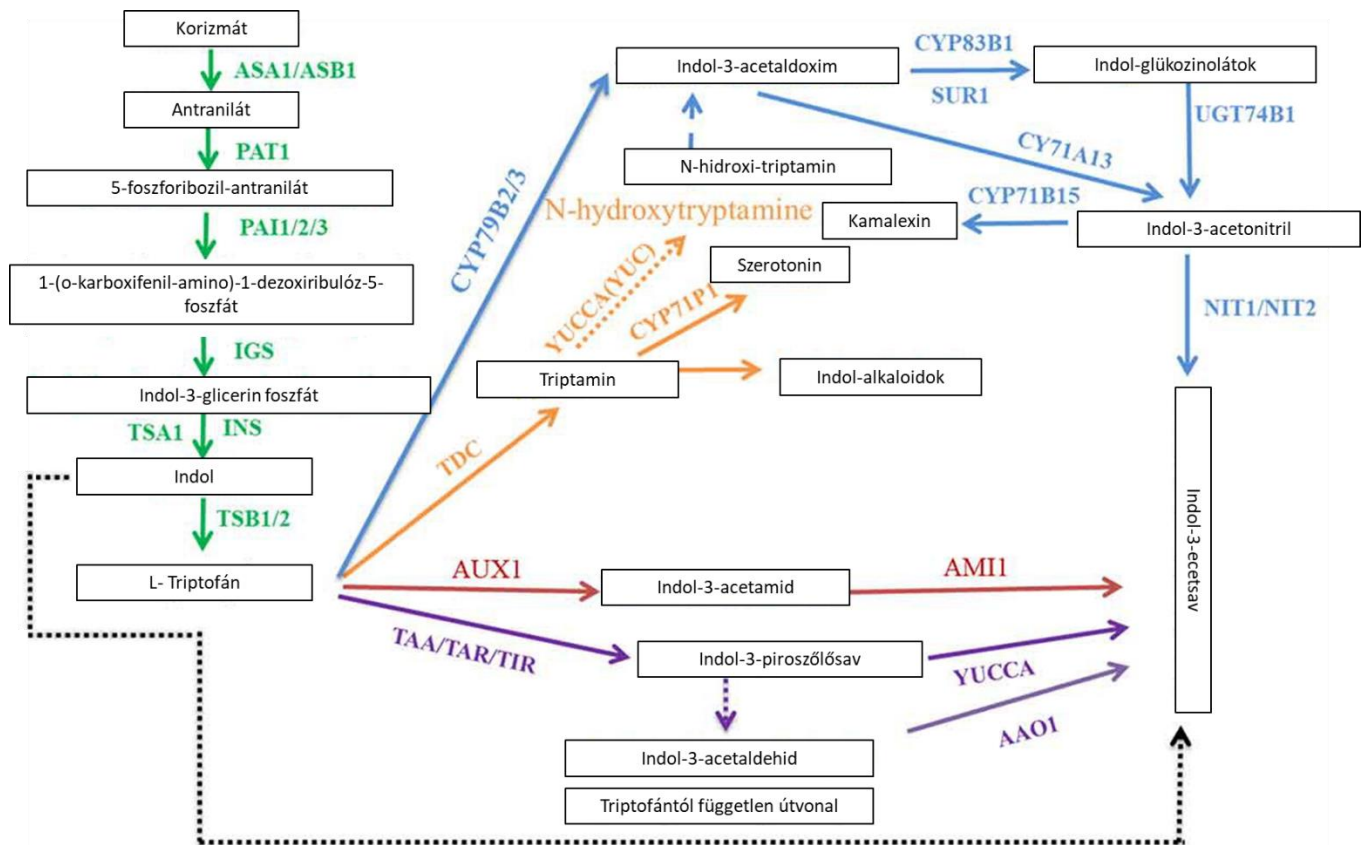 Korizmát
ASA1/ASB1
Antranilát
PAT1
5-foszforibozil-antranilát
PAI1/2/3
1-(o-karboxifenil-amino)-1-dezoxiribulóz-5-
foszfát
IGS
Indol-3-glicerin foszfát
TSA1 INS
Indol
TSB1/2
L- Triptofán
CYP79B2/3
Indol-3-acetaldoxim
CYP83B1
SUR1
Indol-glükozinolátok
UGT74B1
CY71A13
N-hidroxi-triptamin
N-hydroxytryptamine
CYP71B15
Kamalexin
Indol-3-acetonitril
Szerotonin
YUCCA(YUC)
CYP71P1
NIT1/NIT2
Triptamin
Indol-alkaloidok
TDC
AUX1
Indol-3-acetamid
AMI1
Indol-3-ecetsav
TAA/TAR/TIR
Indol-3-piroszőlősav
YUCCA
AAO1
Indol-3-acetaldehid
Triptofántól független útvonal